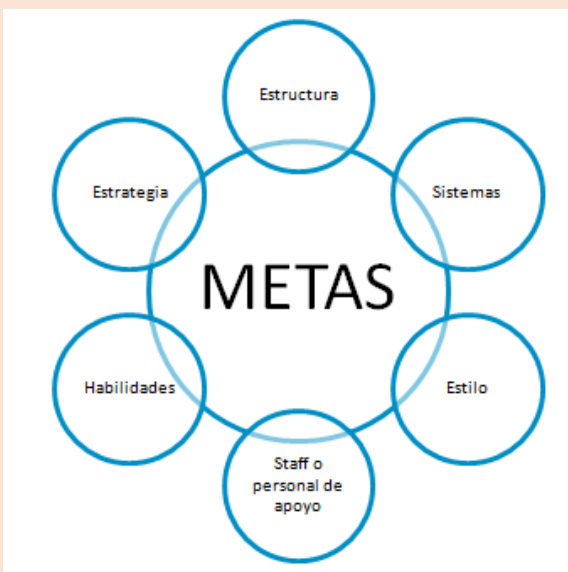 Estructura
Estrategia
Sistemas
METAS
Habilidades
Estilo
Staff o
personal de
apoyo